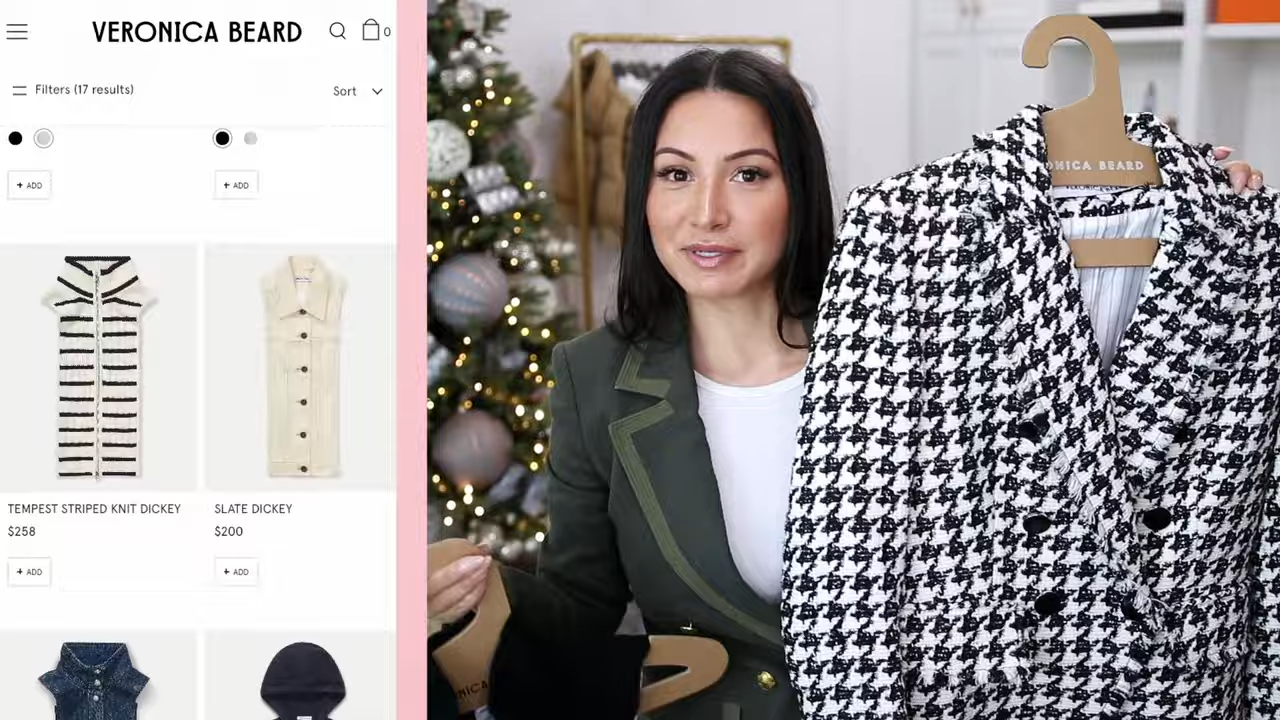 VERONICA BEARD
0
Filters (17 results)
Sort
+ ADD
+ ADD
TEMPEST STRIPED KNIT DICKEY
$258
SLATE DICKEY
$200
+ ADD
+ ADD
ONICA BEARD
NICA